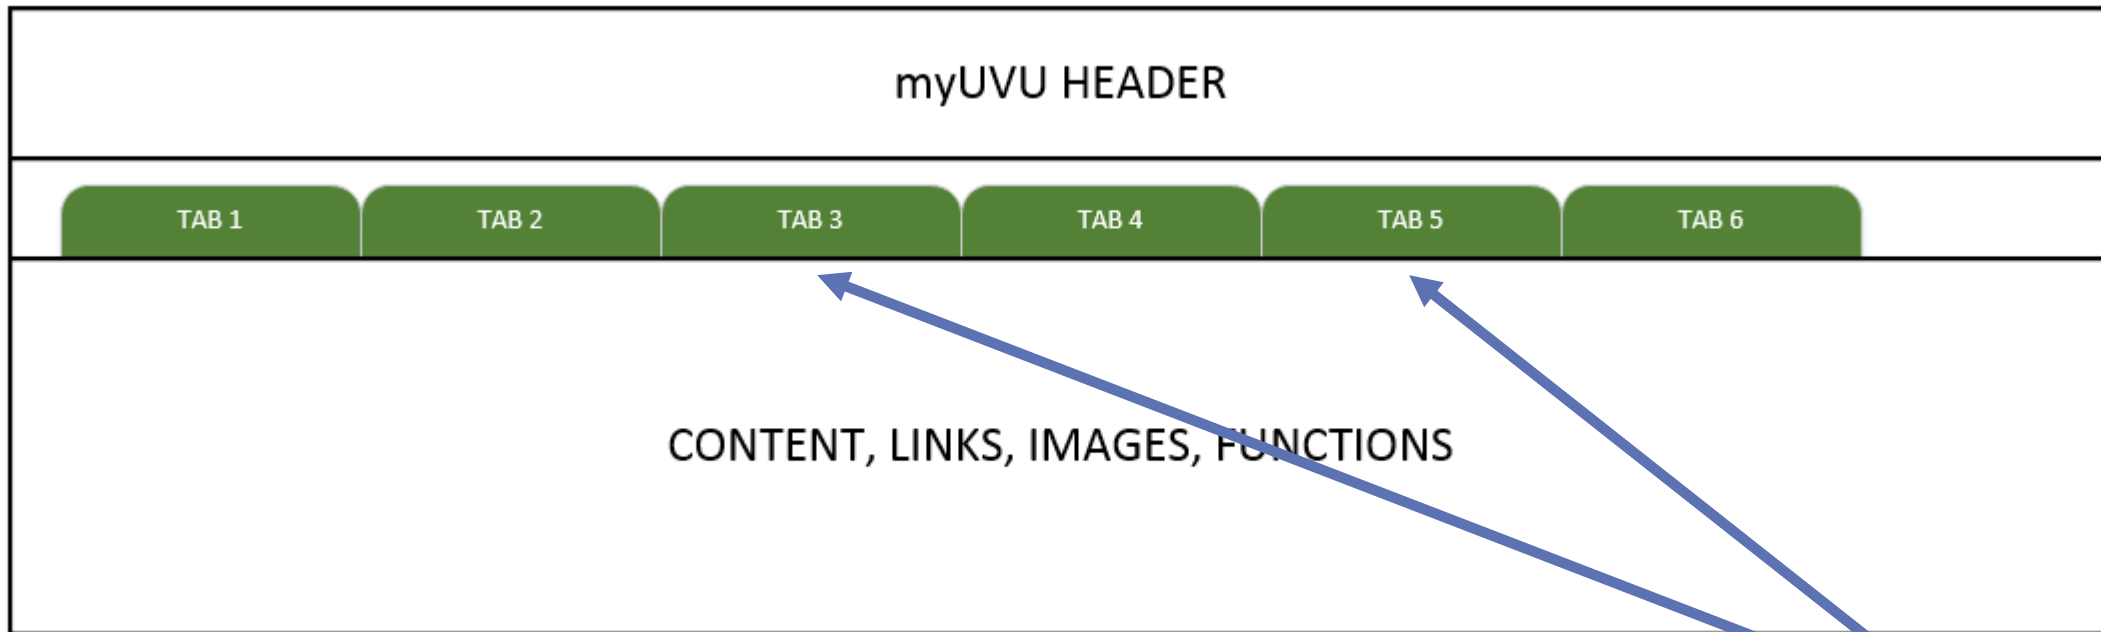 myUVU HEADER
TAB 1 TAB 2 TAB 3 TAB 4 TAB 5 TAB 6
CONTENT, LINKS, IMAGES, FUNCTIONS